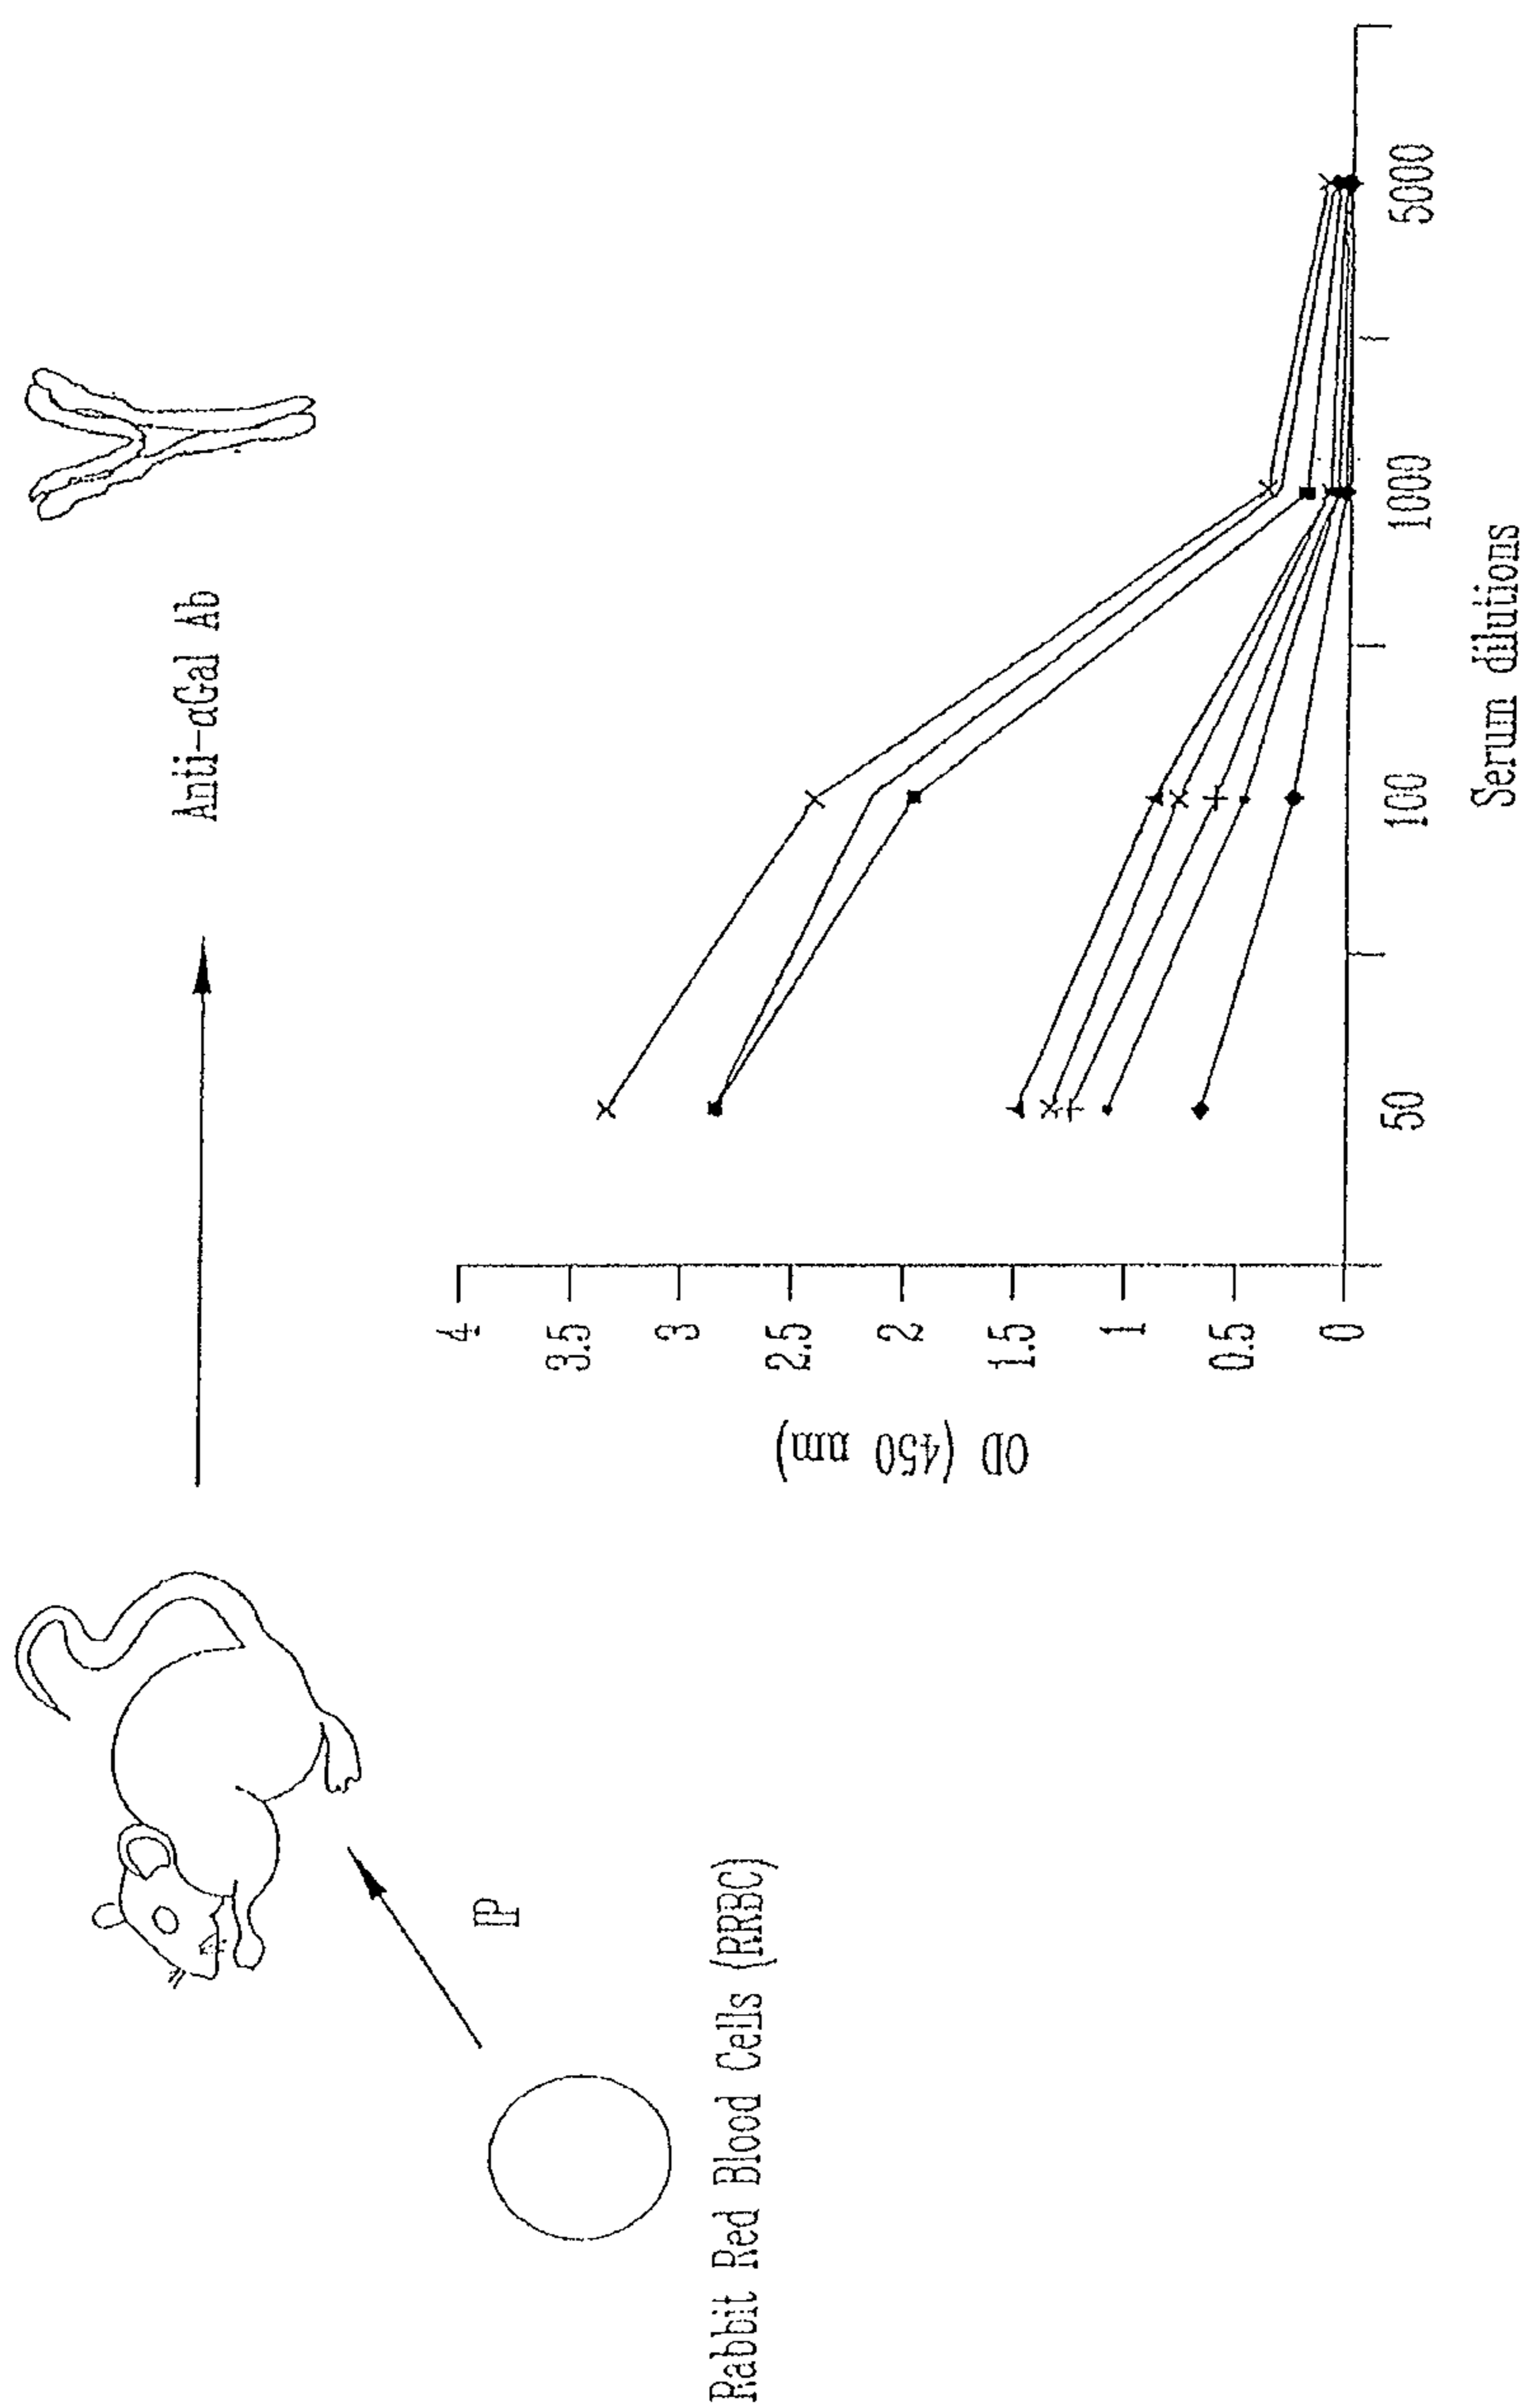 Anti-αGal Ab
IP
Rabbit Red Blood Cells (RRBC)
OD (450 nm)
4
3.5
3
2.5
2
1.5
1
0.5
0
50
100
1000
5000
Serum dilutions